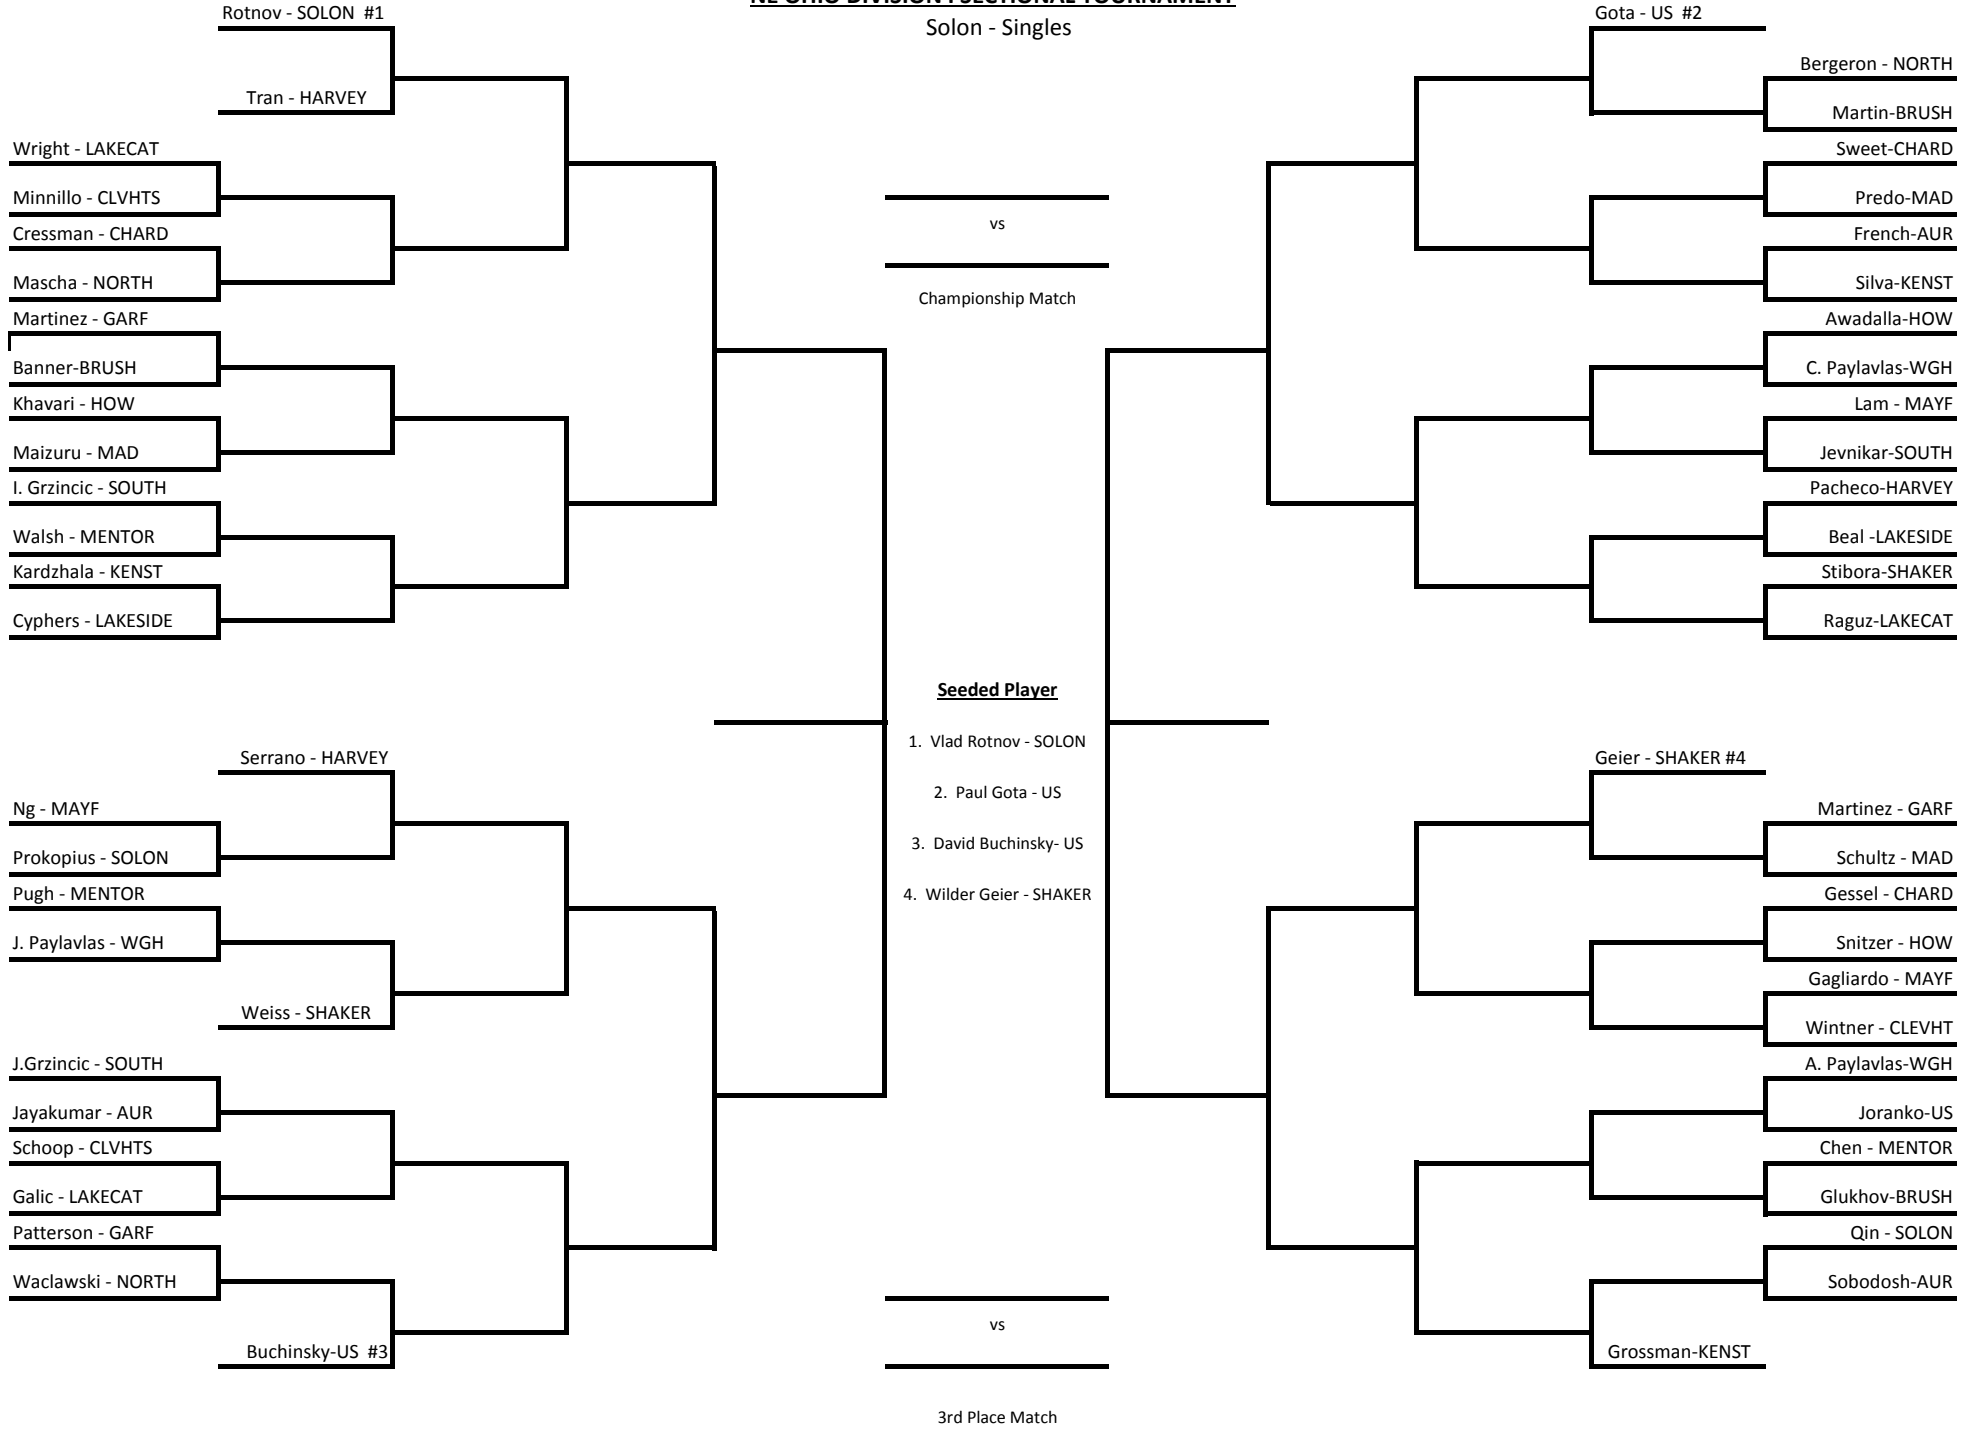 NE OHIO DIVISION I SECTIONAL TOURNAMENT
Solon - Singles
Rotnov - SOLON  #1
Tran - HARVEY
Wright - LAKECAT
Minnillo - CLVHTS
Cressman - CHARD
Mascha - NORTH
Martinez - GARF
Banner-BRUSH
Khavari - HOW
Maizuru - MAD
I. Grzincic - SOUTH
Walsh - MENTOR
Kardzhala - KENST
Cyphers - LAKESIDE
Serrano - HARVEY
Ng - MAYF
Prokopius - SOLON
Pugh - MENTOR
J. Paylavlas - WGH
Weiss - SHAKER
J.Grzincic - SOUTH
Jayakumar - AUR
Schoop - CLVHTS
Galic - LAKECAT
Patterson - GARF
Waclawski - NORTH
Buchinsky-US  #3
vs
Championship Match
Seeded Player
1.  Vlad Rotnov - SOLON
2.  Paul Gota - US
3.  David Buchinsky- US
4.  Wilder Geier - SHAKER
vs
3rd Place Match
Gota - US  #2
Bergeron - NORTH
Martin-BRUSH
Sweet-CHARD
Predo-MAD
French-AUR
Silva-KENST
Awadalla-HOW
C. Paylavlas-WGH
Lam - MAYF
Jevnikar-SOUTH
Pacheco-HARVEY
Beal -LAKESIDE
Stibora-SHAKER
Raguz-LAKECAT
Geier - SHAKER #4
Martinez - GARF
Schultz - MAD
Gessel - CHARD
Snitzer - HOW
Gagliardo - MAYF
Wintner - CLEVHT
A. Paylavlas-WGH
Joranko-US
Chen - MENTOR
Glukhov-BRUSH
Qin - SOLON
Sobodosh-AUR
Grossman-KENST